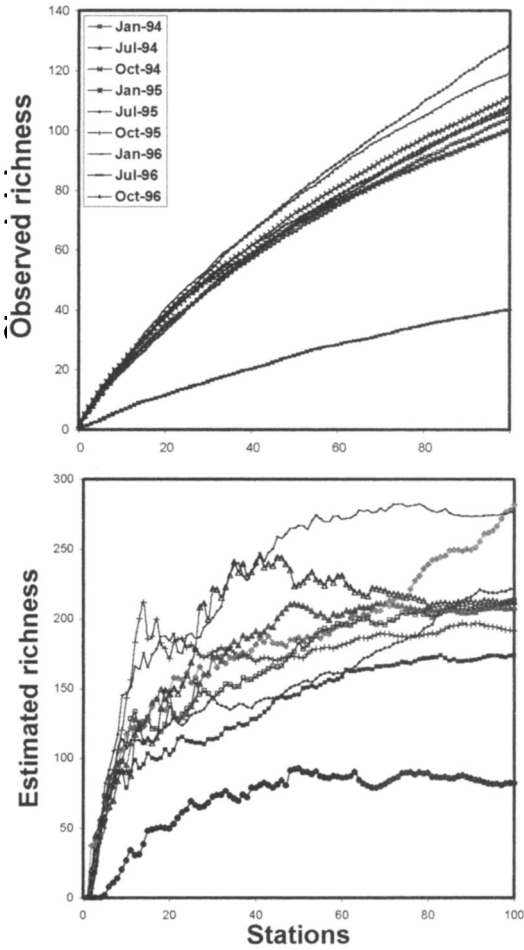 140
120
100
80
60
40
20
0
Observed richness
Jan-94
Jul-94
Oct-94
Jan-95
Jul-95
Oct-95
Jan-96
Jul-96
Oct-96
0 20 40 60 80
300
250
200
150
100
50
0
Estimated richness
0 20 40 60 80 100
Stations